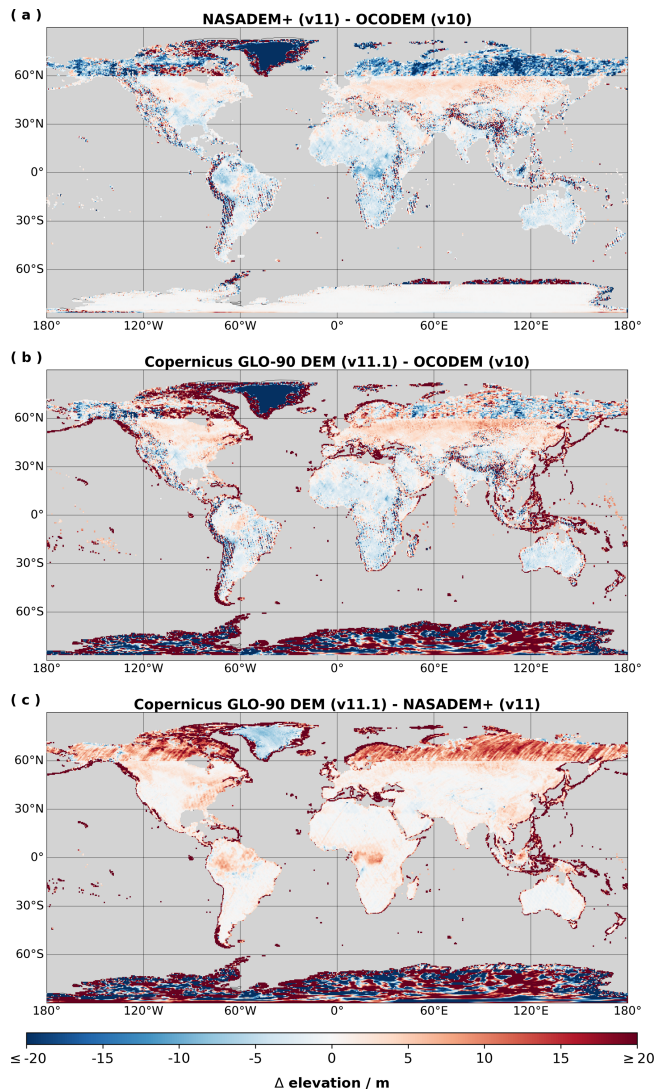 ( a )
NASADEM+ (v11) - OCODEM (v10)
60°N
30°N
0°
30°S
60°S
180° 120°W 60°W 0° 60°E 120°E 180°
( b )
Copernicus GLO-90 DEM (v11.1) - OCODEM (v10)
60°N
30°N
0°
30°S
60°S
180° 120°W 60°W 0° 60°E 120°E 180°
( c )
Copernicus GLO-90 DEM (v11.1) - NASADEM+ (v11)
60°N
30°N
0°
30°S
60°S
180° 120°W 60°W 0° 60°E 120°E 180°
≤ -20 -15 -10 -5 0 5 10 15 ≥ 20
Δ elevation / m